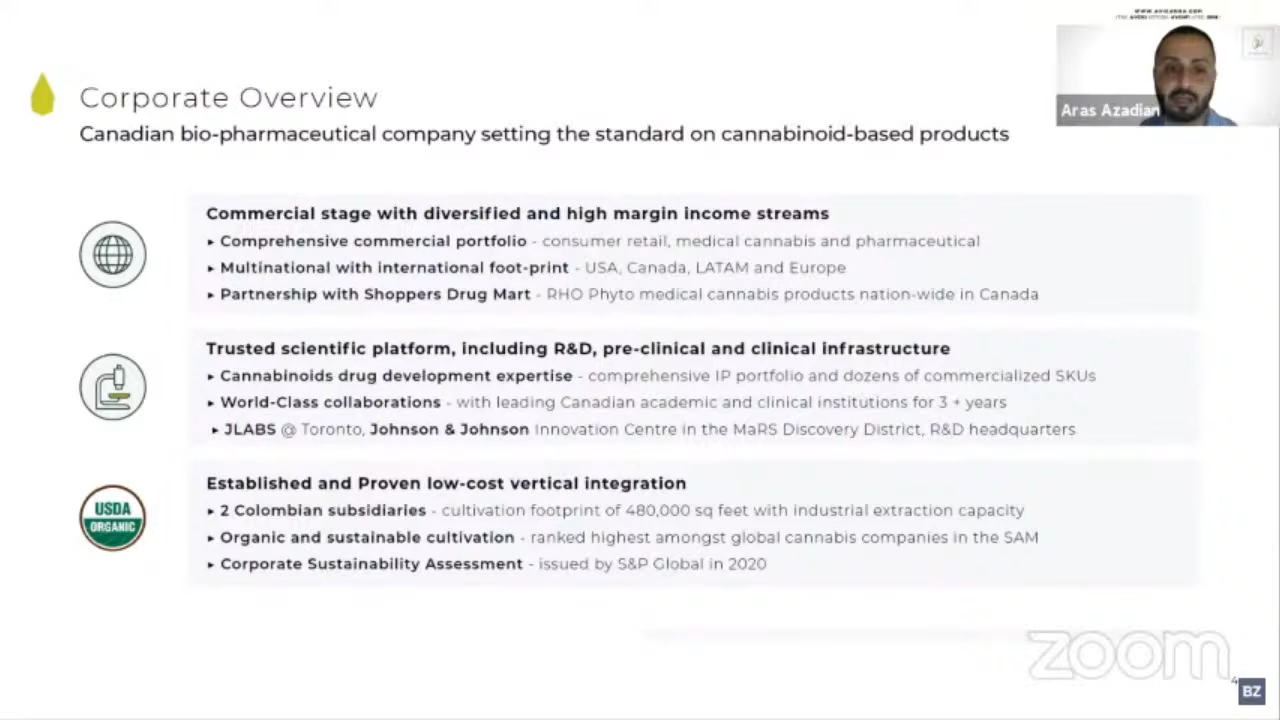 WWW.AVICANNA.COM
Corporate Overview
Aras Azadian
Canadian bio-pharmaceutical company setting the standard on cannabinoid-based products
Commercial stage with diversified and high margin income streams
▸ Comprehensive commercial portfolio - consumer retail, medical cannabis and pharmaceutical
▸ Multinational with international foot-print - USA, Canada, LATAM and Europe
▸ Partnership with Shoppers Drug Mart - RHO Phyto medical cannabis products nation-wide in Canada
Trusted scientific platform, including R&D, pre-clinical and clinical infrastructure
▸ Cannabinoids drug development expertise - comprehensive IP portfolio and dozens of commercialized SKUs
▸ World-Class collaborations - with leading Canadian academic and clinical institutions for 3 + years
▸ JLABS @ Toronto, Johnson & Johnson Innovation Centre in the MaRS Discovery District, R&D headquarters
USDA
ORGANIC
Established and Proven low-cost vertical integration
▸ 2 Colombian subsidiaries - cultivation footprint of 480,000 sq feet with industrial extraction capacity
▸ Organic and sustainable cultivation - ranked highest amongst global cannabis companies in the SAM
▸ Corporate Sustainability Assessment - issued by S&P Global in 2020
zoom
4
BZ